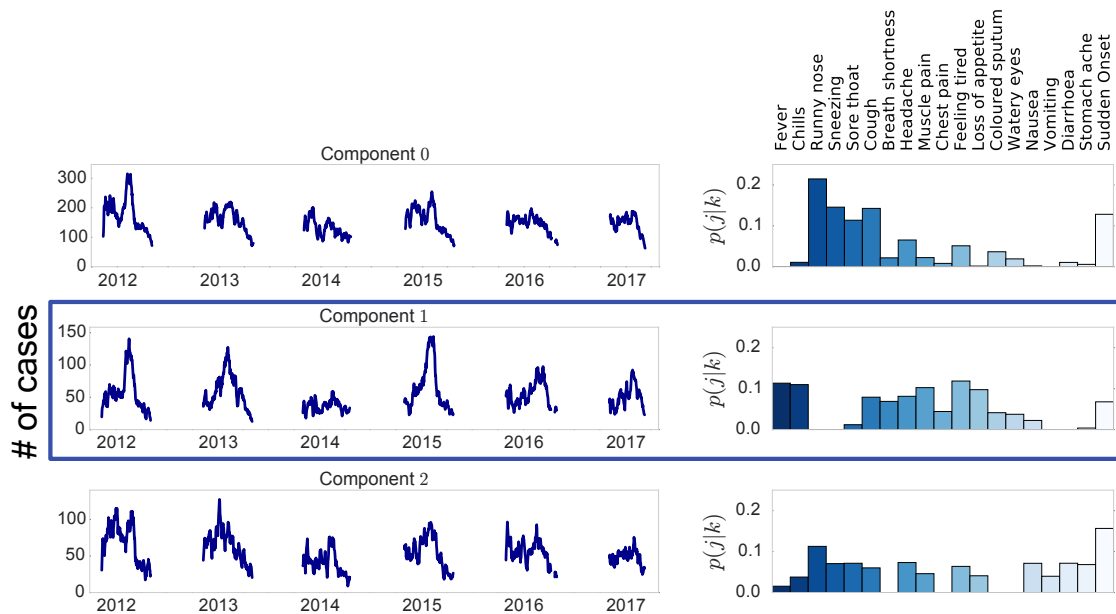 Fever
Chills
Runny nose
Sneezing
Sore thoat
Cough
Breath shortness
Headache
Muscle pain
Chest pain
Feeling tired
Loss of appetite
Coloured sputum
Watery eyes
Nausea
Vomiting
Diarrhoea
Stomach ache
Sudden Onset
# of cases
Component 0
300
200
100
0
2012 2013 2014 2015 2016 2017
p(j|k)
0.2
0.1
0.0
Component 1
150
100
50
0
2012 2013 2014 2015 2016 2017
p(j|k)
0.2
0.1
0.0
Component 2
100
50
0
2012 2013 2014 2015 2016 2017
p(j|k)
0.2
0.1
0.0